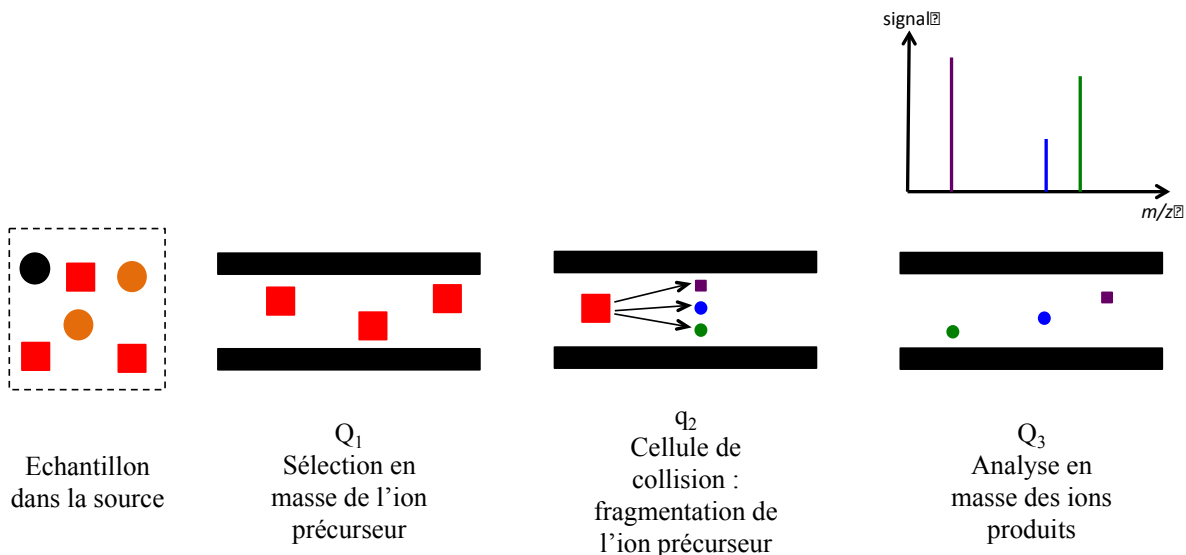 signal
m/z
Echantillon
dans la source
Q₁
Sélection en
masse de l’ion
précurseur
q₂
Cellule de
collision :
fragmentation de
l’ion précurseur
Q₃
Analyse en
masse des ions
produits